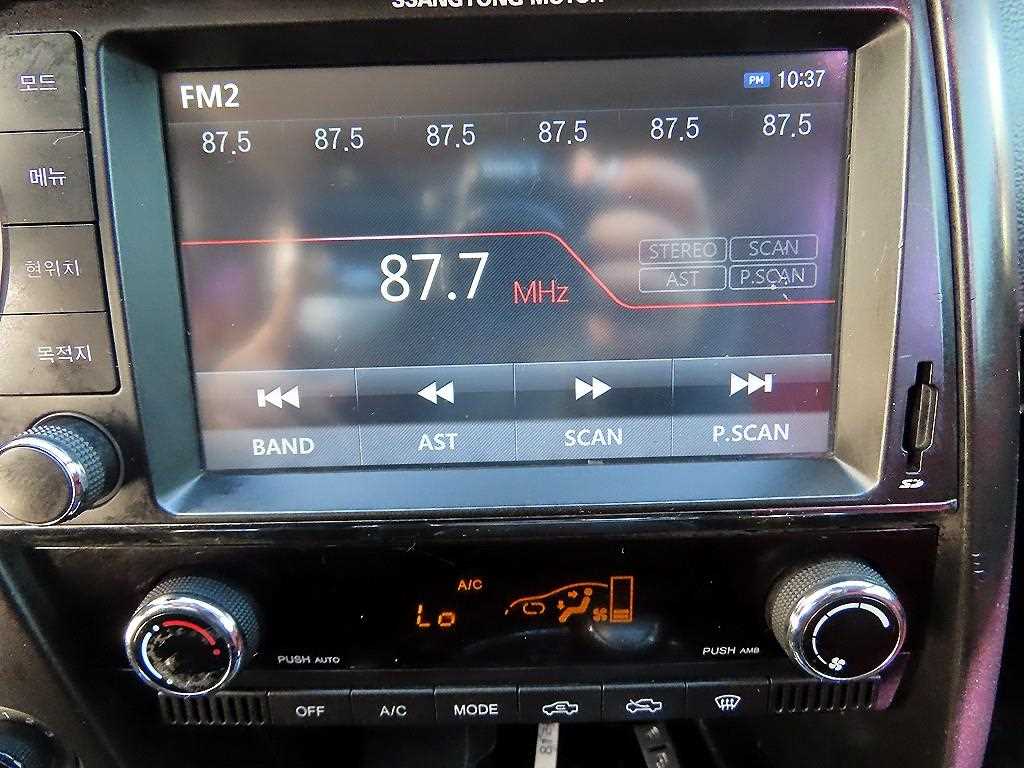 SSANGYONG MOTOR
모드
메뉴
현위치
목적지
FM2
PM 10:37
87.5 87.5 87.5 87.5 87.5 87.5
87.7 MHz
STEREO SCAN
AST P.SCAN
BAND AST SCAN P.SCAN
A/C
Lo
PUSH AUTO
PUSH AMB
OFF A/C MODE